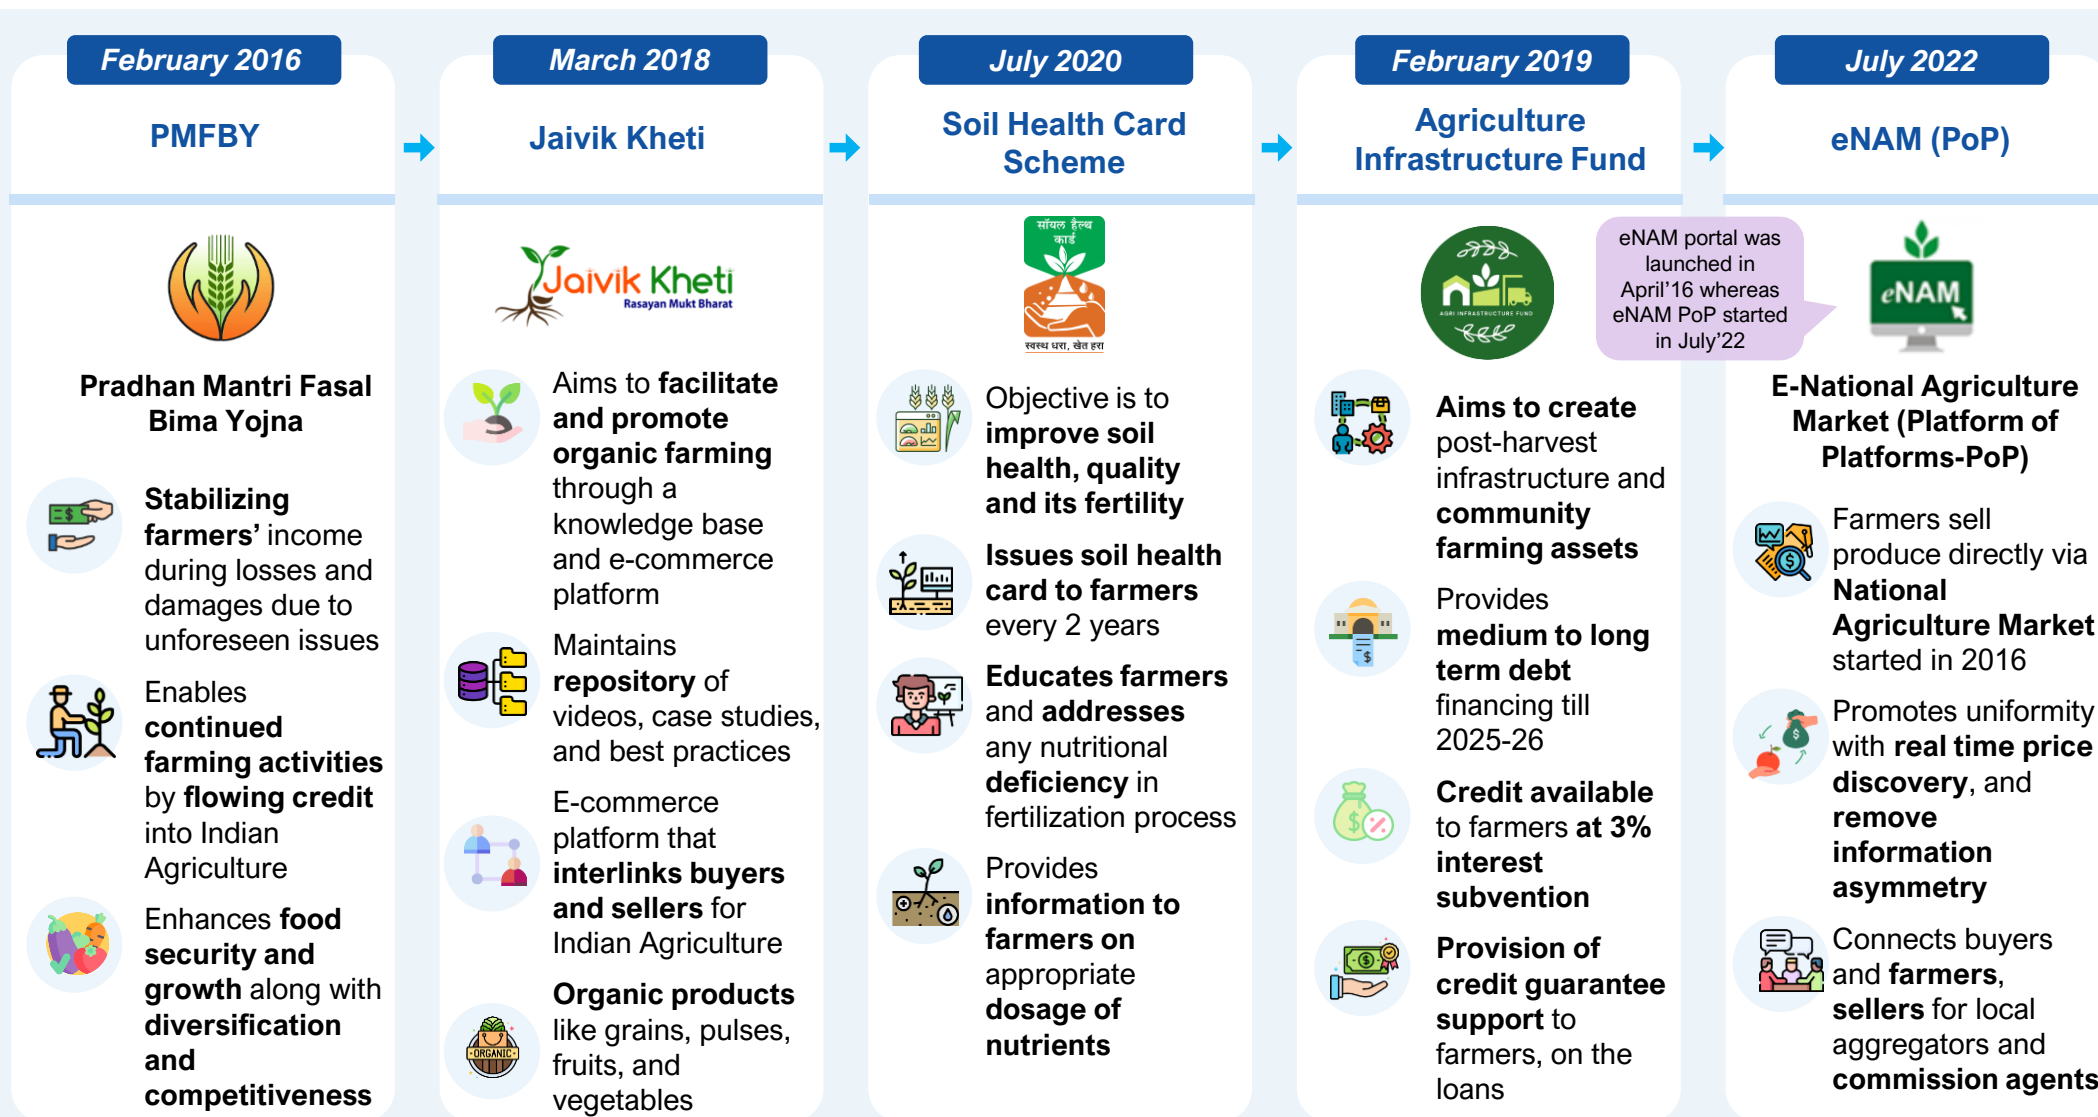 February 2016
PMFBY
Pradhan Mantri Fasal
Bima Yojna
Stabilizing
farmers’ income
during losses and
damages due to
unforeseen issues
Enables
continued
farming activities
by flowing credit
into Indian
Agriculture
Enhances food
security and
growth along with
diversification
and
competitiveness
March 2018
Jaivik Kheti
Jaivik Kheti
Rasayan Mukt Bharat
Aims to facilitate
and promote
organic farming
through a
knowledge base
and e-commerce
platform
Maintains
repository of
videos, case studies,
and best practices
E-commerce
platform that
interlinks buyers
and sellers for
Indian Agriculture
ORGANIC
Organic products
like grains, pulses,
fruits, and
vegetables
July 2020
Soil Health Card
Scheme
सॉयल हैल्थ
कार्ड
स्वस्थ धरा, खेत हरा
Objective is to
improve soil
health, quality
and its fertility
Issues soil health
card to farmers
every 2 years
Educates farmers
and addresses
any nutritional
deficiency in
fertilization process
Provides
information to
farmers on
appropriate
dosage of
nutrients
February 2019
Agriculture
Infrastructure Fund
AGRI INFRASTRUCTURE FUND
Aims to create
post-harvest
infrastructure and
community
farming assets
Provides
medium to long
term debt
financing till
2025-26
Credit available
to farmers at 3%
interest
subvention
Provision of
credit guarantee
support to
farmers, on the
loans
July 2022
eNAM (PoP)
eNAM portal was
launched in
April’16 whereas
eNAM PoP started
in July’22
eNAM
E-National Agriculture
Market (Platform of
Platforms-PoP)
Farmers sell
produce directly via
National
Agriculture Market
started in 2016
Promotes uniformity
with real time price
discovery, and
remove
information
asymmetry
Connects buyers
and farmers,
sellers for local
aggregators and
commission agents